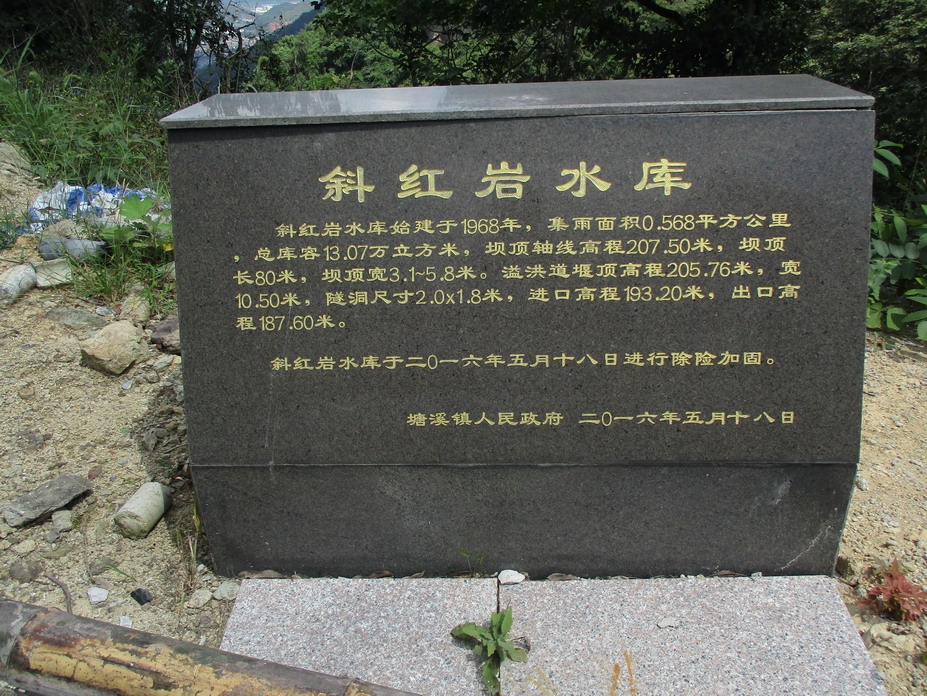 斜红岩水库
斜红岩水库始建于1968年，集雨面积0.568平方公里
，总库容13.07万立方米，坝顶轴线高程207.50米，坝顶
长80米，坝顶宽3.1~5.8米。溢洪道堰顶高程205.76米，宽
10.50米，隧洞尺寸2.0x1.8米，进口高程193.20米，出口高
程187.60米。
斜红岩水库于二0一六年五月十八日进行除险加固。
塘溪镇人民政府 二0一六年五月十八日